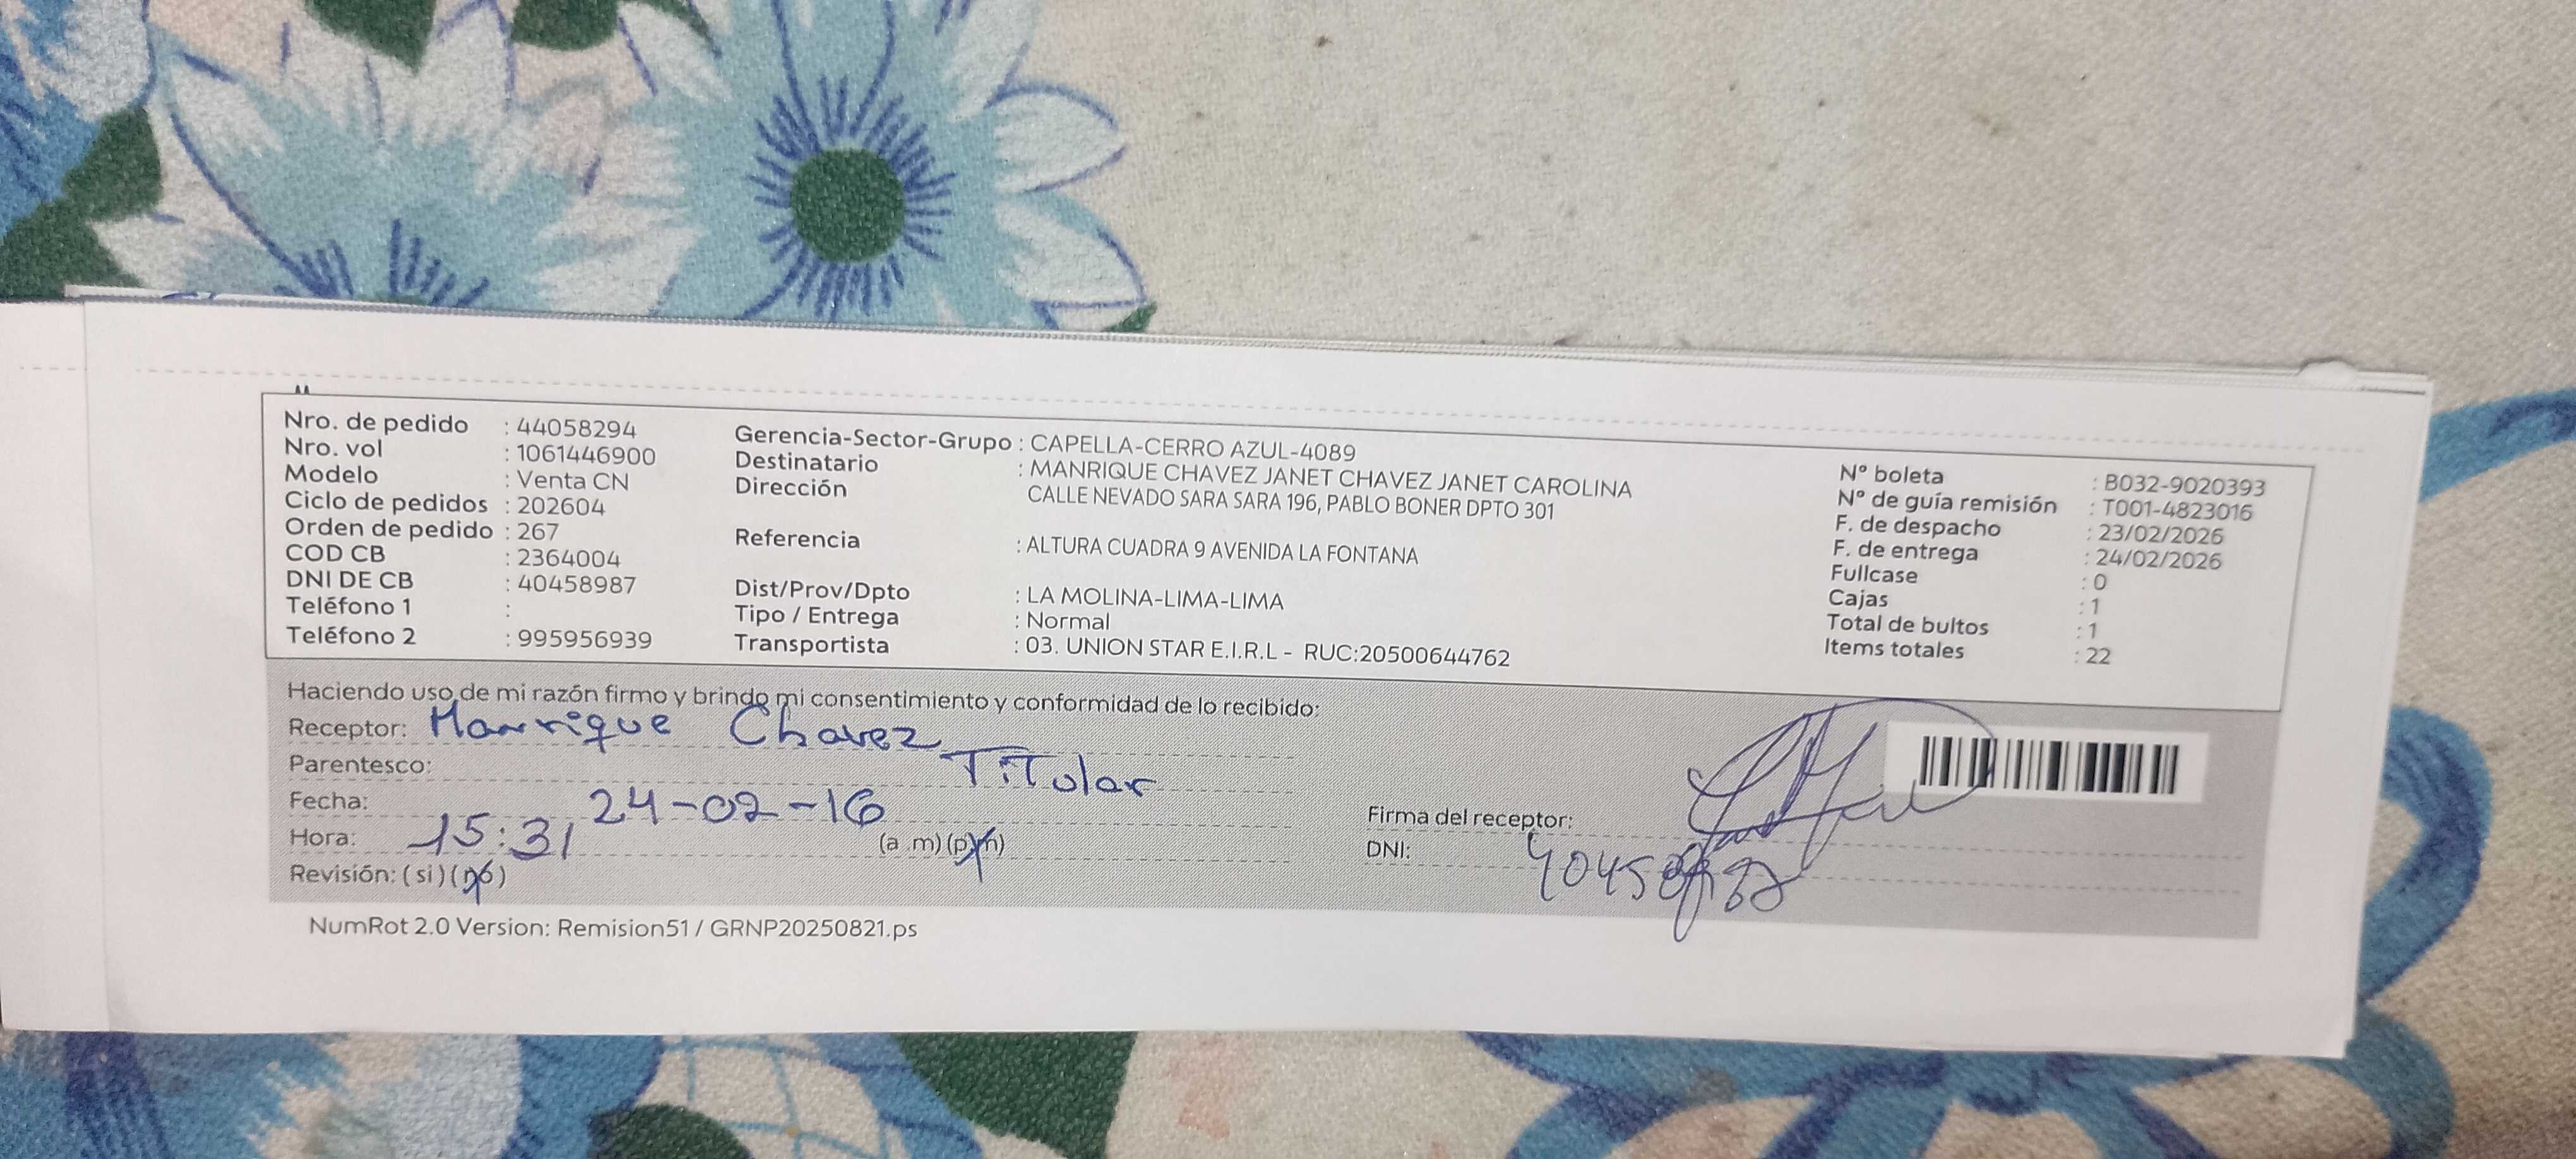 Nro. de pedido : 44058294
Nro. vol : 1061446900
Modelo : Venta CN
Ciclo de pedidos : 202604
Orden de pedido : 267
COD CB : 2364004
DNI DE CB : 40458987
Teléfono 1 :
Teléfono 2 : 995956939
Gerencia-Sector-Grupo : CAPELLA-CERRO AZUL-4089
Destinatario : MANRIQUE CHAVEZ JANET CHAVEZ JANET CAROLINA
Dirección CALLE NEVADO SARA SARA 196, PABLO BONER DPTO 301
Referencia : ALTURA CUADRA 9 AVENIDA LA FONTANA
Dist/Prov/Dpto : LA MOLINA-LIMA-LIMA
Tipo / Entrega : Normal
Transportista : 03. UNION STAR E.I.R.L - RUC:20500644762
N° boleta : B032-9020393
N° de guía remisión : T001-4823016
F. de despacho : 23/02/2026
F. de entrega : 24/02/2026
Fullcase : 0
Cajas : 1
Total de bultos : 1
Items totales : 22
Haciendo uso de mi razón firmo y brindo mi consentimiento y conformidad de lo recibido:
Receptor: Manrique Chavez
Parentesco: Titular
Fecha: 24-02-16
Hora: 15:31 (a .m) (p.m)
Revisión: ( si ) ( no )
Firma del receptor:
DNI:
NumRot 2.0 Version: Remision51 / GRNP20250821.ps